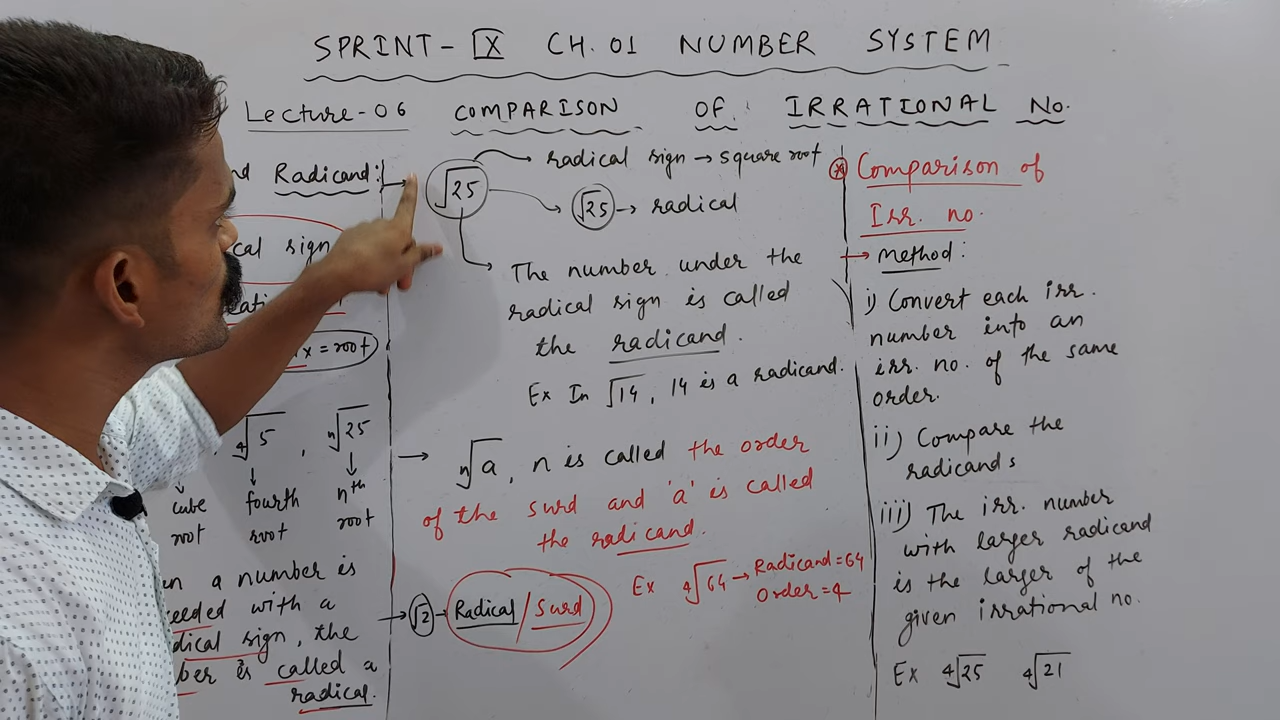 SPRINT-IX CH.01 NUMBER SYSTEM
Lecture-06 COMPARISON OF IRRATIONAL No.
Radicand:
sign
x = root
⁴√5 , ⁿ√25
cube root
fourth root
nth root
a number is
with a
sign, the
is called a
radical.
→ √25
radical sign → square root
√25 → radical
The number under the
radical sign is called
the radicand.
Ex In √14, 14 is a radicand.
→ ⁿ√a, n is called the order
of the surd and 'a' is called
the radicand.
Ex ⁴√64 → Radicand = 64
Order = 4
→ √2 → Radical / Surd
Comparison of
Irr. no.
→ method:
i) Convert each irr.
number into an
irr. no. of the same
order.
ii) Compare the
radicands
iii) The irr. number
with larger radicand
is the larger of the
given irrational no.
Ex ⁴√25 ⁴√21